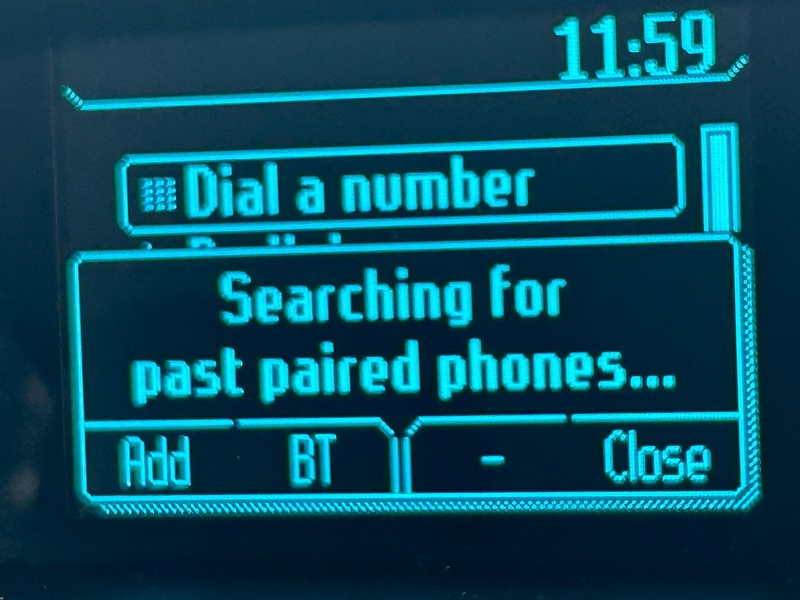 11:59
Dial a number
Searching for
past paired phones...
Add BT - Close